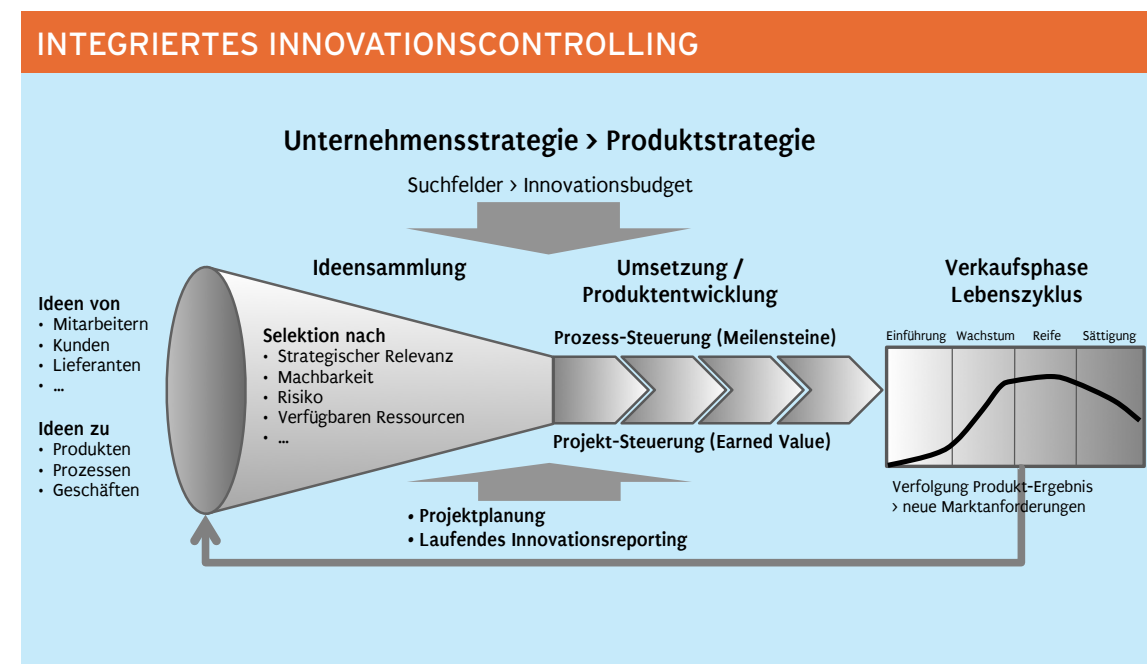 INTEGRIERTES INNOVATIONSCONTROLLING
Unternehmensstrategie > Produktstrategie
Suchfelder > Innovationsbudget
Ideensammlung
Umsetzung /
Produktentwicklung
Verkaufsphase
Lebenszyklus
Ideen von
• Mitarbeitern
• Kunden
• Lieferanten
• ...
Ideen zu
• Produkten
• Prozessen
• Geschäften
Selektion nach
• Strategischer Relevanz
• Machbarkeit
• Risiko
• Verfügbaren Ressourcen
• ...
Prozess-Steuerung (Meilensteine)
Projekt-Steuerung (Earned Value)
Einführung Wachstum Reife Sättigung
Verfolgung Produkt-Ergebnis
> neue Marktanforderungen
• Projektplanung
• Laufendes Innovationsreporting